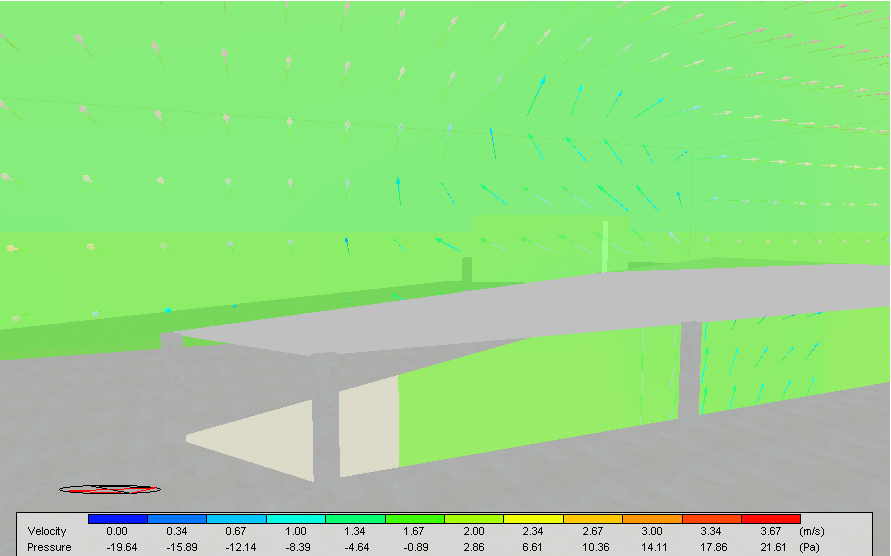 Velocity 0.00 0.34 0.67 1.00 1.34 1.67 2.00 2.34 2.67 3.00 3.34 3.67 (m/s)
Pressure -19.64 -15.89 -12.14 -8.39 -4.64 -0.89 2.86 6.61 10.36 14.11 17.86 21.61 (Pa)